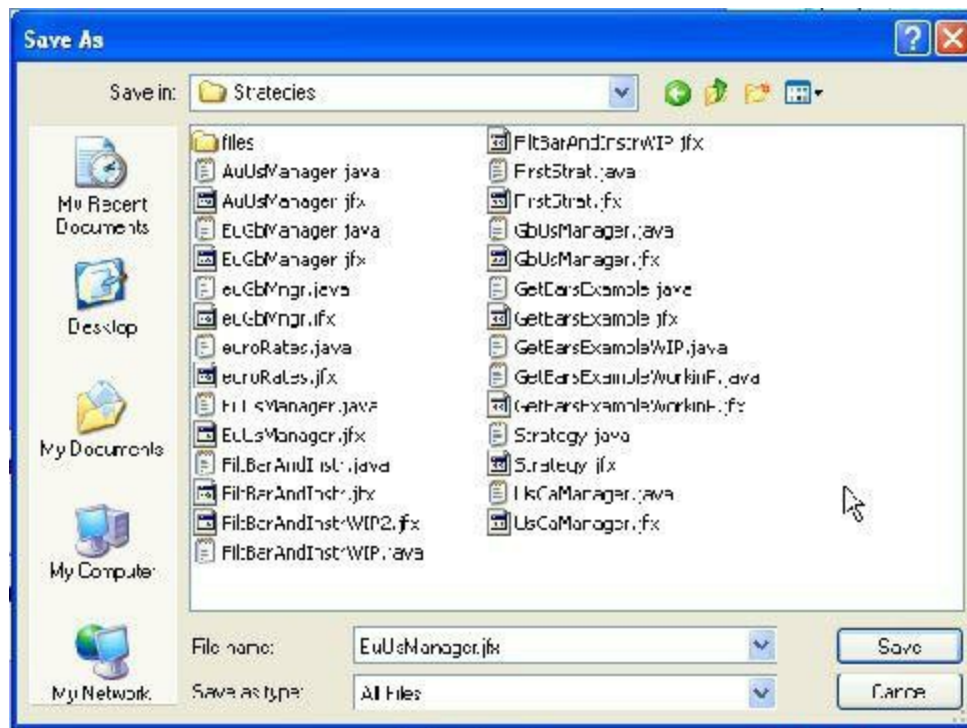 Save As
Save in:
Strategies
files
AuUsManager.java
AuUsManager.jfx
EuGbManager.java
EuGbManager.jfx
euGbMngr.java
euGbMngr.jfx
euroRates.java
euroRates.jfx
EuUsManager.java
EuUsManager.jfx
FiltBarAndInstr.java
FiltBarAndInstr.jfx
FiltBarAndInstrWIP2.jfx
FiltBarAndInstrWIP.java
FiltBarAndInstrWIP.jfx
FirstStrat.java
FirstStrat.jfx
GbUsManager.java
GbUsManager.jfx
GetBarsExample.java
GetBarsExample.jfx
GetBarsExampleWIP.java
GetBarsExampleWorkinP.java
GetBarsExampleWorkinP.jfx
Strategy.java
Strategy.jfx
UsCaManager.java
UsCaManager.jfx
My Recent
Documents
Desktop
My Documents
My Computer
My Network
File name:
EuUsManager.jfx
Save
Save as type:
All Files
Cancel